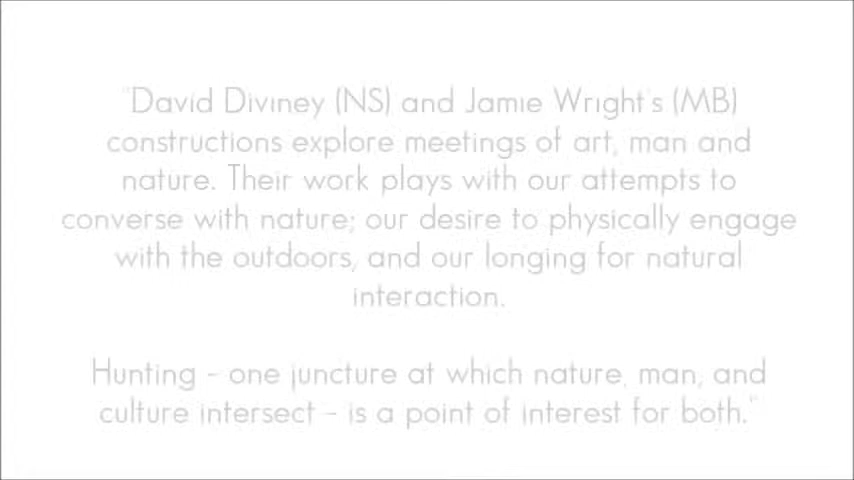 "David Diviney (NS) and Jamie Wright's (MB)
constructions explore meetings of art, man and
nature. Their work plays with our attempts to
converse with nature; our desire to physically engage
with the outdoors, and our longing for natural
interaction.
Hunting - one juncture at which nature, man, and
culture intersect - is a point of interest for both."